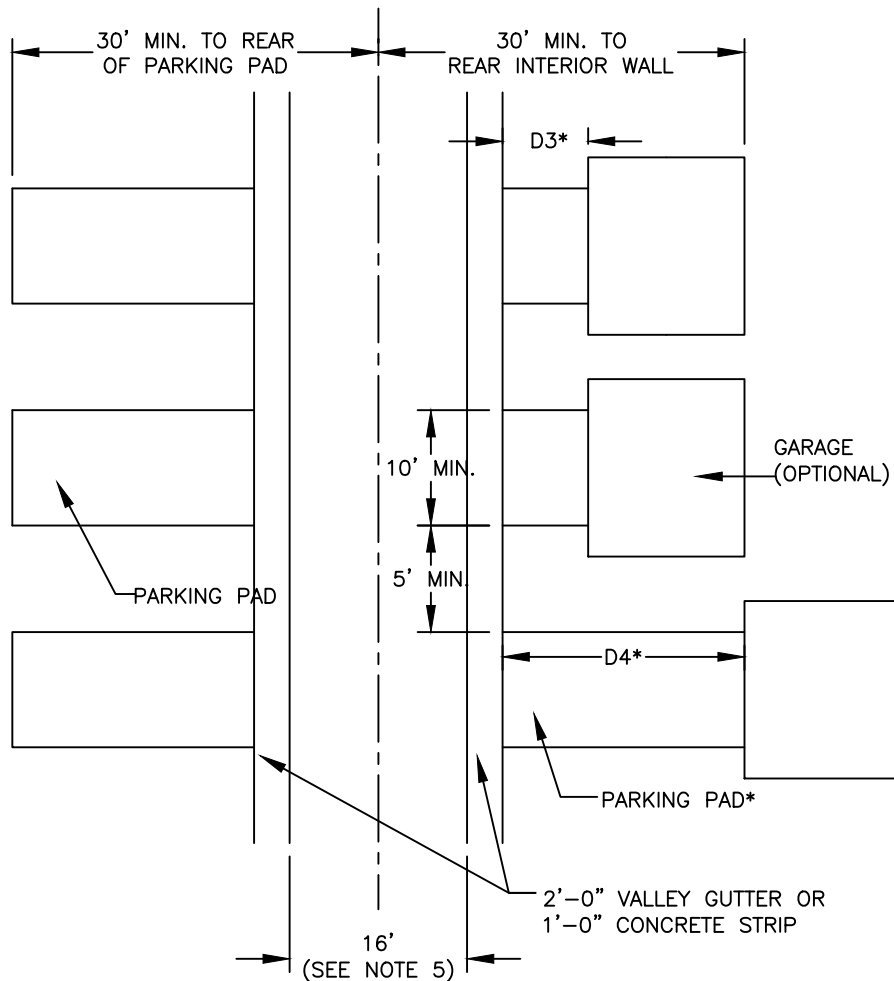 30' MIN. TO REAR
OF PARKING PAD
30' MIN. TO
REAR INTERIOR WALL
D3*
10' MIN.
GARAGE
(OPTIONAL)
5' MIN.
PARKING PAD
D4*
PARKING PAD*
2'-0" VALLEY GUTTER OR
1'-0" CONCRETE STRIP
16'
(SEE NOTE 5)